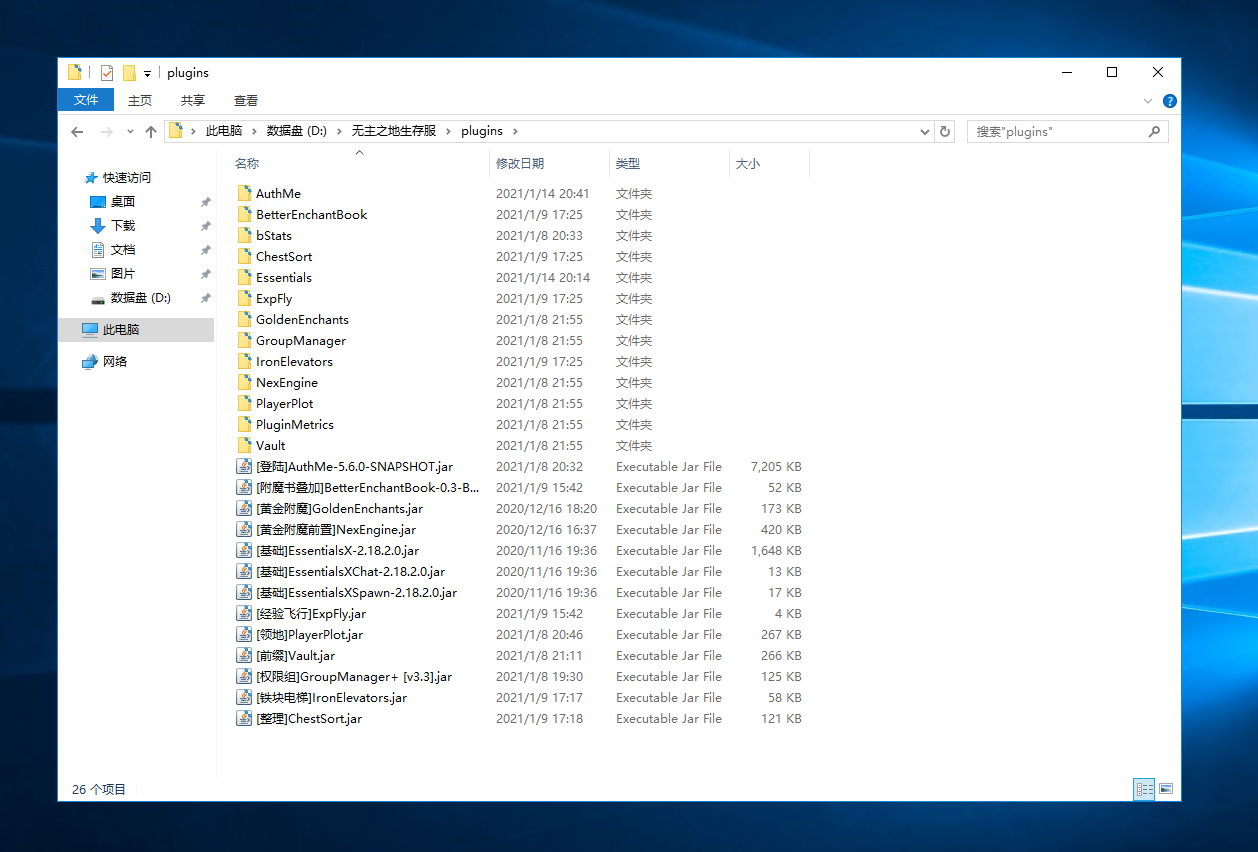 plugins
文件 主页 共享 查看
此电脑 数据盘 (D:) 无主之地生存服 plugins 搜索"plugins"
名称 修改日期 类型 大小
快速访问
桌面
下载
文档
图片
数据盘 (D:)
此电脑
网络
AuthMe 2021/1/14 20:41 文件夹
BetterEnchantBook 2021/1/9 17:25 文件夹
bStats 2021/1/8 20:33 文件夹
ChestSort 2021/1/9 17:25 文件夹
Essentials 2021/1/14 20:14 文件夹
ExpFly 2021/1/9 17:25 文件夹
GoldenEnchants 2021/1/8 21:55 文件夹
GroupManager 2021/1/8 21:55 文件夹
IronElevators 2021/1/9 17:25 文件夹
NexEngine 2021/1/8 21:55 文件夹
PlayerPlot 2021/1/8 21:55 文件夹
PluginMetrics 2021/1/8 21:55 文件夹
Vault 2021/1/8 21:55 文件夹
[登陆]AuthMe-5.6.0-SNAPSHOT.jar 2021/1/8 20:32 Executable Jar File 7,205 KB
[附魔书叠加]BetterEnchantBook-0.3-B... 2021/1/9 15:42 Executable Jar File 52 KB
[黄金附魔]GoldenEnchants.jar 2020/12/16 18:20 Executable Jar File 173 KB
[黄金附魔前置]NexEngine.jar 2020/12/16 16:37 Executable Jar File 420 KB
[基础]EssentialsX-2.18.2.0.jar 2020/11/16 19:36 Executable Jar File 1,648 KB
[基础]EssentialsXChat-2.18.2.0.jar 2020/11/16 19:36 Executable Jar File 13 KB
[基础]EssentialsXSpawn-2.18.2.0.jar 2020/11/16 19:36 Executable Jar File 17 KB
[经验飞行]ExpFly.jar 2021/1/9 15:42 Executable Jar File 4 KB
[领地]PlayerPlot.jar 2021/1/8 20:46 Executable Jar File 267 KB
[前缀]Vault.jar 2021/1/8 21:11 Executable Jar File 266 KB
[权限组]GroupManager+ [v3.3].jar 2021/1/8 19:30 Executable Jar File 125 KB
[铁块电梯]IronElevators.jar 2021/1/9 17:17 Executable Jar File 58 KB
[整理]ChestSort.jar 2021/1/9 17:18 Executable Jar File 121 KB
26 个项目